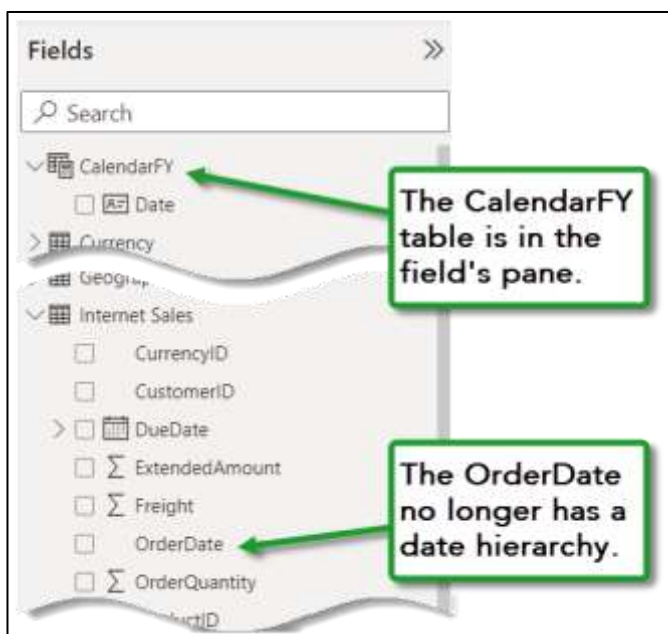 Fields
Search
CalendarFY
Date
Currency
Internet Sales
CurrencyID
CustomerID
DueDate
ExtendedAmount
Freight
OrderDate
OrderQuantity
The CalendarFY
table is in the
field's pane.
The OrderDate
no longer has a
date hierarchy.